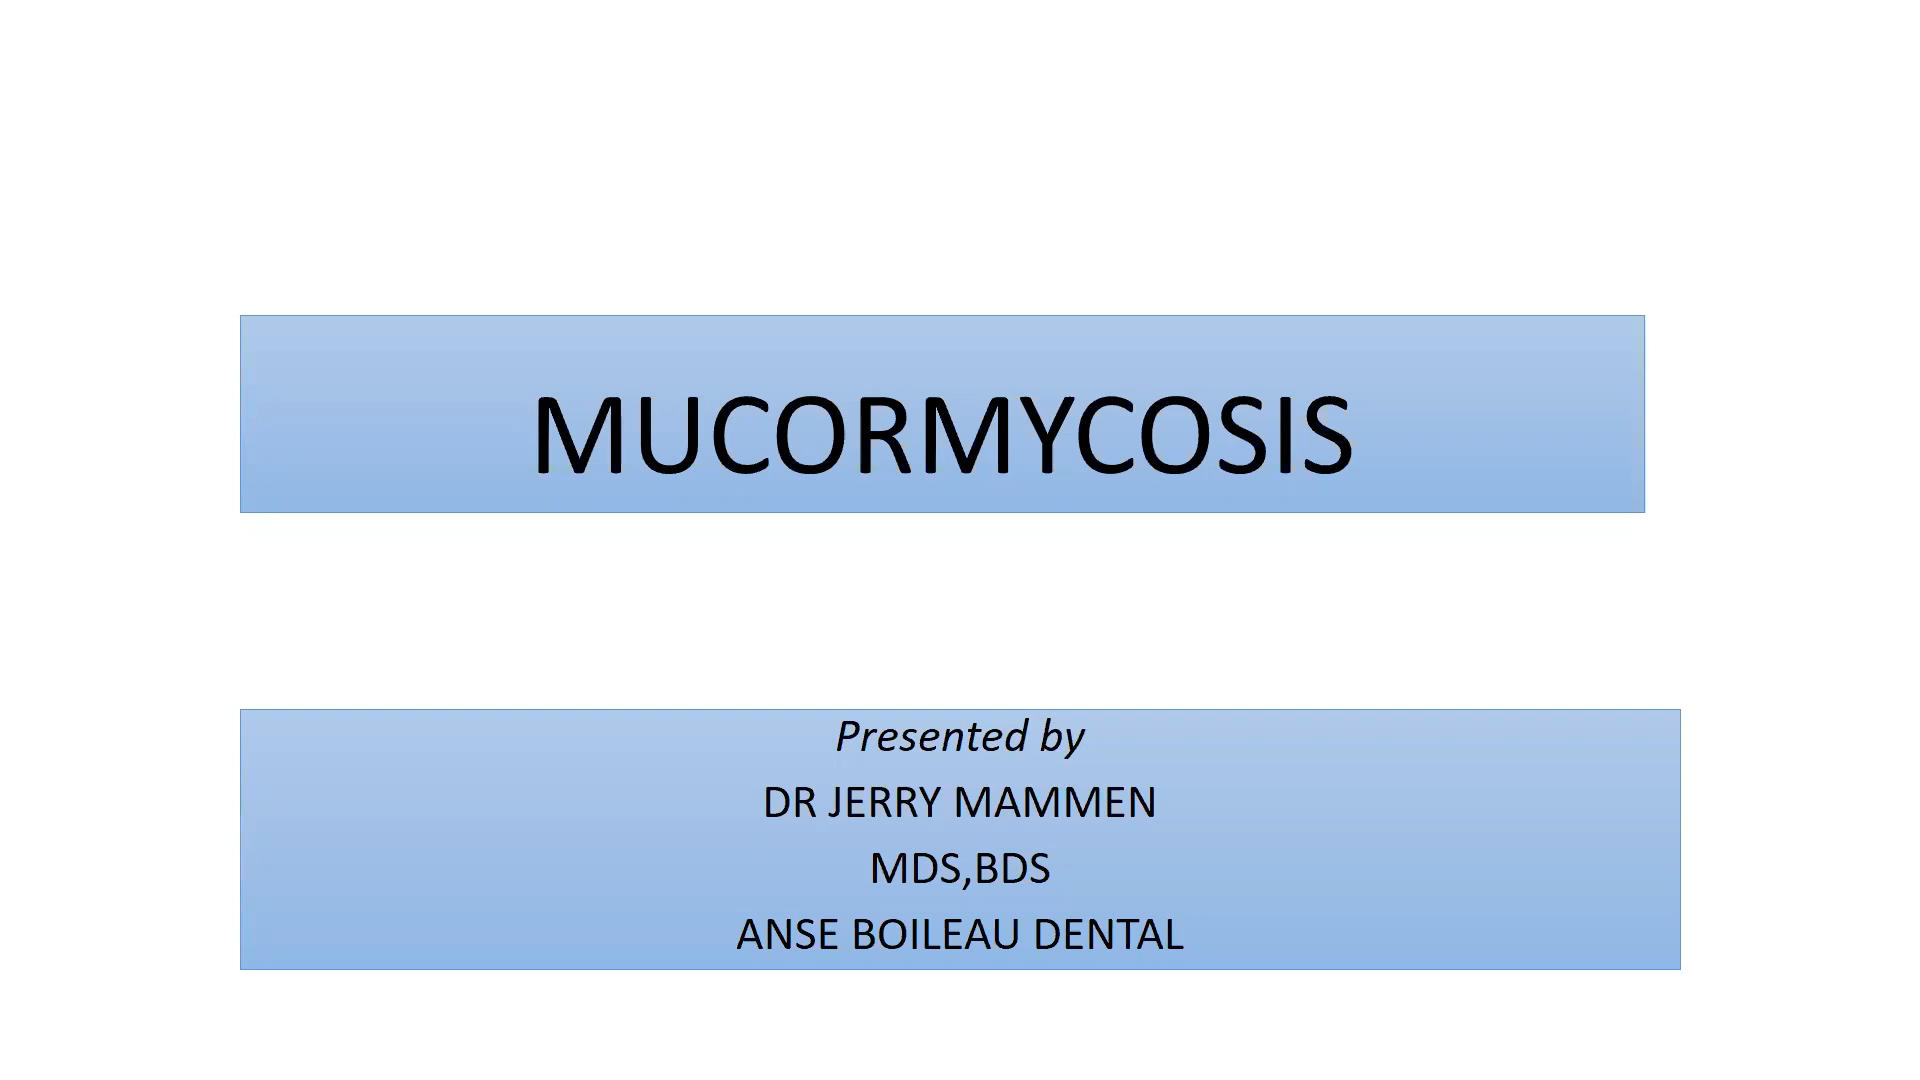 MUCORMYCOSIS
Presented by
DR JERRY MAMMEN
MDS,BDS
ANSE BOILEAU DENTAL